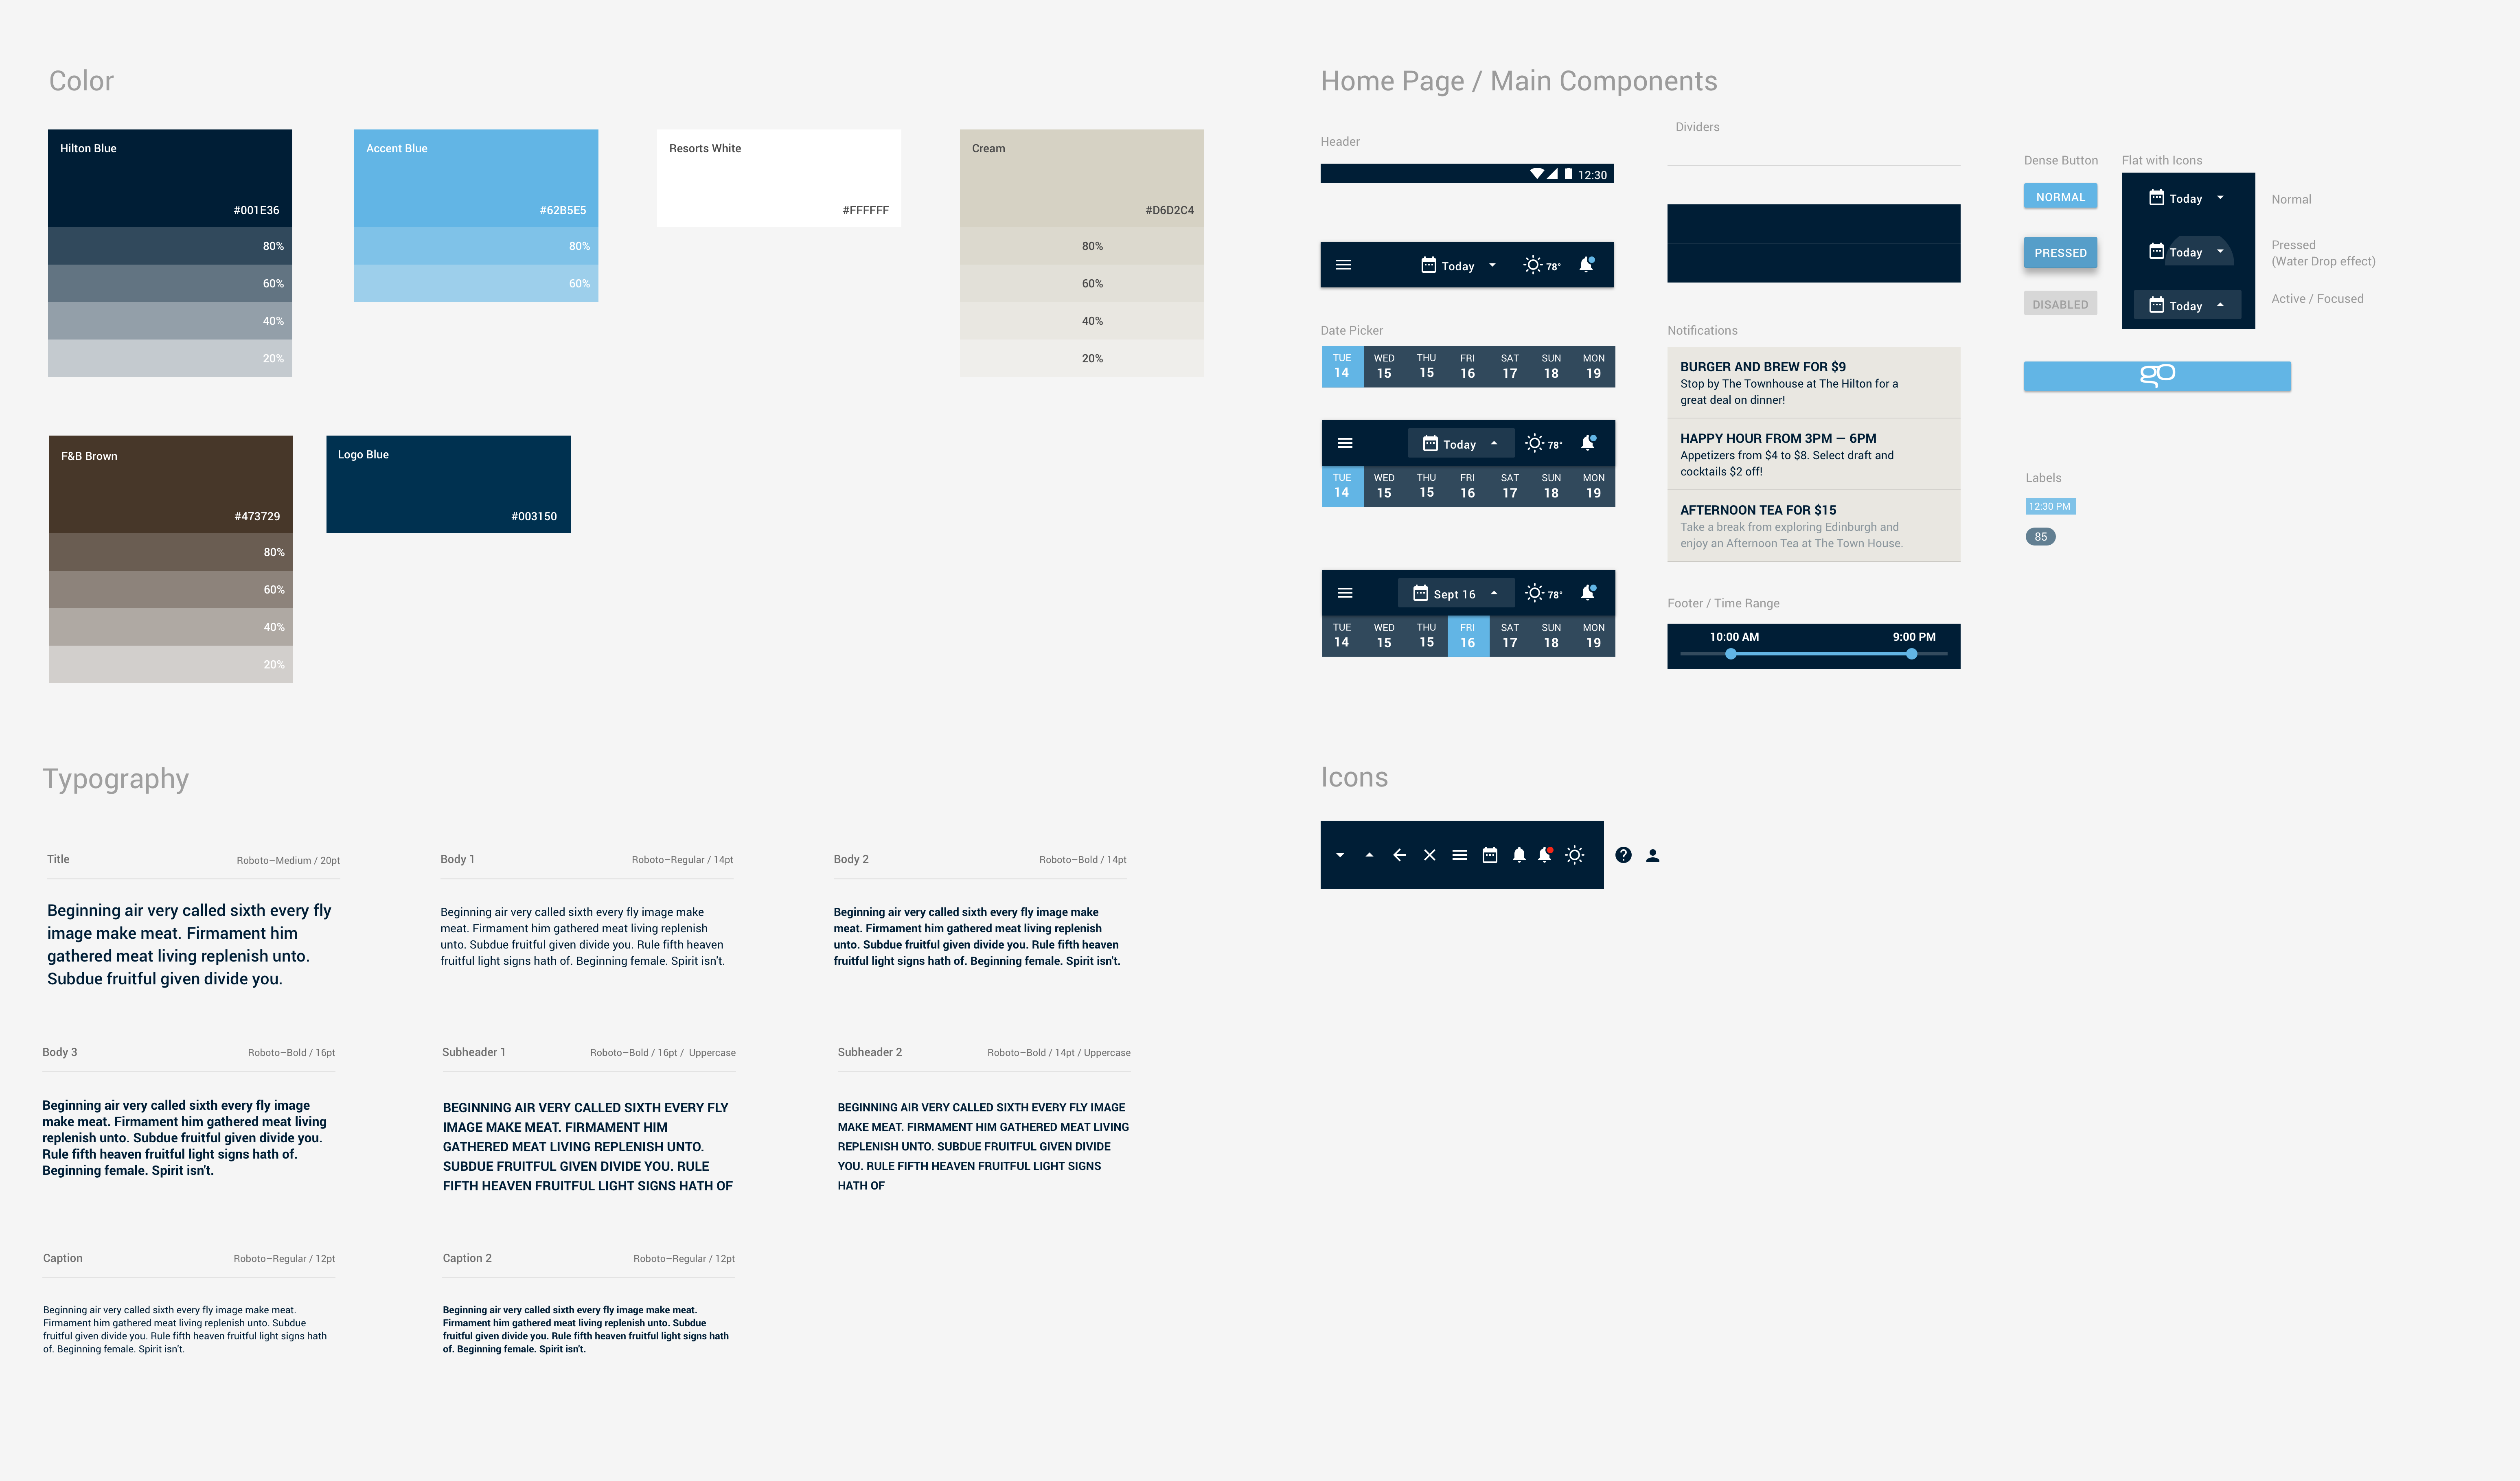 Color
Hilton Blue
#001E36
80%
60%
40%
20%
Accent Blue
#62B5E5
80%
60%
Resorts White
#FFFFFF
Cream
#D6D2C4
80%
60%
40%
20%
F&B Brown
#473729
80%
60%
40%
20%
Logo Blue
#003150
Home Page / Main Components
Header
12:30
Today 78°
Date Picker
TUE WED THU FRI SAT SUN MON
14 15 15 16 17 18 19
Today 78°
TUE WED THU FRI SAT SUN MON
14 15 15 16 17 18 19
Sept 16 78°
TUE WED THU FRI SAT SUN MON
14 15 15 16 17 18 19
Dividers
Notifications
BURGER AND BREW FOR $9
Stop by The Townhouse at The Hilton for a
great deal on dinner!
HAPPY HOUR FROM 3PM — 6PM
Appetizers from $4 to $8. Select draft and
cocktails $2 off!
AFTERNOON TEA FOR $15
Take a break from exploring Edinburgh and
enjoy an Afternoon Tea at The Town House.
Footer / Time Range
10:00 AM 9:00 PM
Dense Button
NORMAL
PRESSED
DISABLED
Flat with Icons
Today
Normal
Today
Pressed
(Water Drop effect)
Today
Active / Focused
go
Labels
12:30 PM
85
Typography
Title Roboto–Medium / 20pt
Beginning air very called sixth every fly
image make meat. Firmament him
gathered meat living replenish unto.
Subdue fruitful given divide you.
Body 1 Roboto–Regular / 14pt
Beginning air very called sixth every fly image make
meat. Firmament him gathered meat living replenish
unto. Subdue fruitful given divide you. Rule fifth heaven
fruitful light signs hath of. Beginning female. Spirit isn't.
Body 2 Roboto–Bold / 14pt
Beginning air very called sixth every fly image make
meat. Firmament him gathered meat living replenish
unto. Subdue fruitful given divide you. Rule fifth heaven
fruitful light signs hath of. Beginning female. Spirit isn't.
Body 3 Roboto–Bold / 16pt
Beginning air very called sixth every fly image
make meat. Firmament him gathered meat living
replenish unto. Subdue fruitful given divide you.
Rule fifth heaven fruitful light signs hath of.
Beginning female. Spirit isn't.
Subheader 1 Roboto–Bold / 16pt / Uppercase
BEGINNING AIR VERY CALLED SIXTH EVERY FLY
IMAGE MAKE MEAT. FIRMAMENT HIM
GATHERED MEAT LIVING REPLENISH UNTO.
SUBDUE FRUITFUL GIVEN DIVIDE YOU. RULE
FIFTH HEAVEN FRUITFUL LIGHT SIGNS HATH OF
Subheader 2 Roboto–Bold / 14pt / Uppercase
BEGINNING AIR VERY CALLED SIXTH EVERY FLY IMAGE
MAKE MEAT. FIRMAMENT HIM GATHERED MEAT LIVING
REPLENISH UNTO. SUBDUE FRUITFUL GIVEN DIVIDE
YOU. RULE FIFTH HEAVEN FRUITFUL LIGHT SIGNS
HATH OF
Caption Roboto–Regular / 12pt
Beginning air very called sixth every fly image make meat.
Firmament him gathered meat living replenish unto. Subdue
fruitful given divide you. Rule fifth heaven fruitful light signs hath
of. Beginning female. Spirit isn't.
Caption 2 Roboto–Regular / 12pt
Beginning air very called sixth every fly image make meat.
Firmament him gathered meat living replenish unto. Subdue
fruitful given divide you. Rule fifth heaven fruitful light signs hath
of. Beginning female. Spirit isn't.
Icons